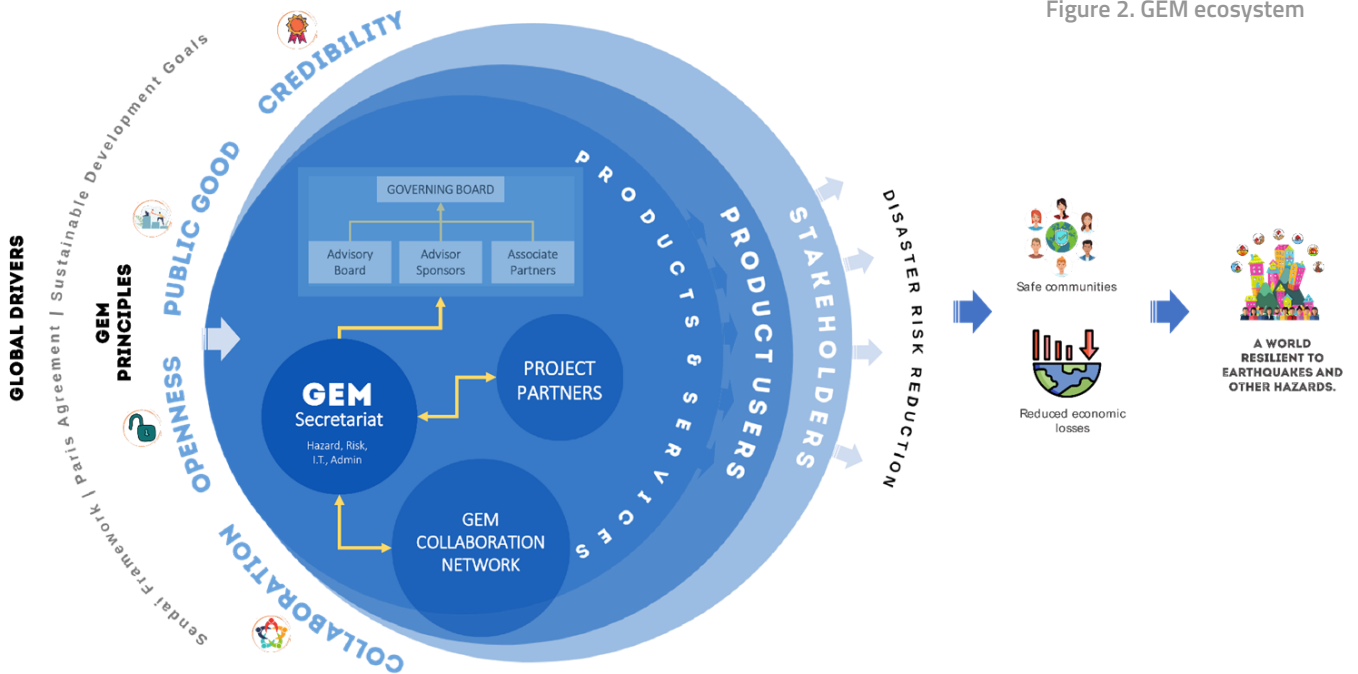 Figure 2. GEM ecosystem
GLOBAL DRIVERS
Sendai Framework | Paris Agreement | Sustainable Development Goals
GEM
PRINCIPLES
CREDIBILITY
PUBLIC GOOD
OPENNESS
COLLABORATION
GOVERNING BOARD
Advisory
Board
Advisor
Sponsors
Associate
Partners
GEM
Secretariat
Hazard, Risk,
I.T., Admin
PROJECT
PARTNERS
GEM
COLLABORATION
NETWORK
PRODUCTS & SERVICES
PRODUCT USERS
STAKEHOLDERS
DISASTER RISK REDUCTION
Safe communities
Reduced economic
losses
A WORLD
RESILIENT TO
EARTHQUAKES AND
OTHER HAZARDS.